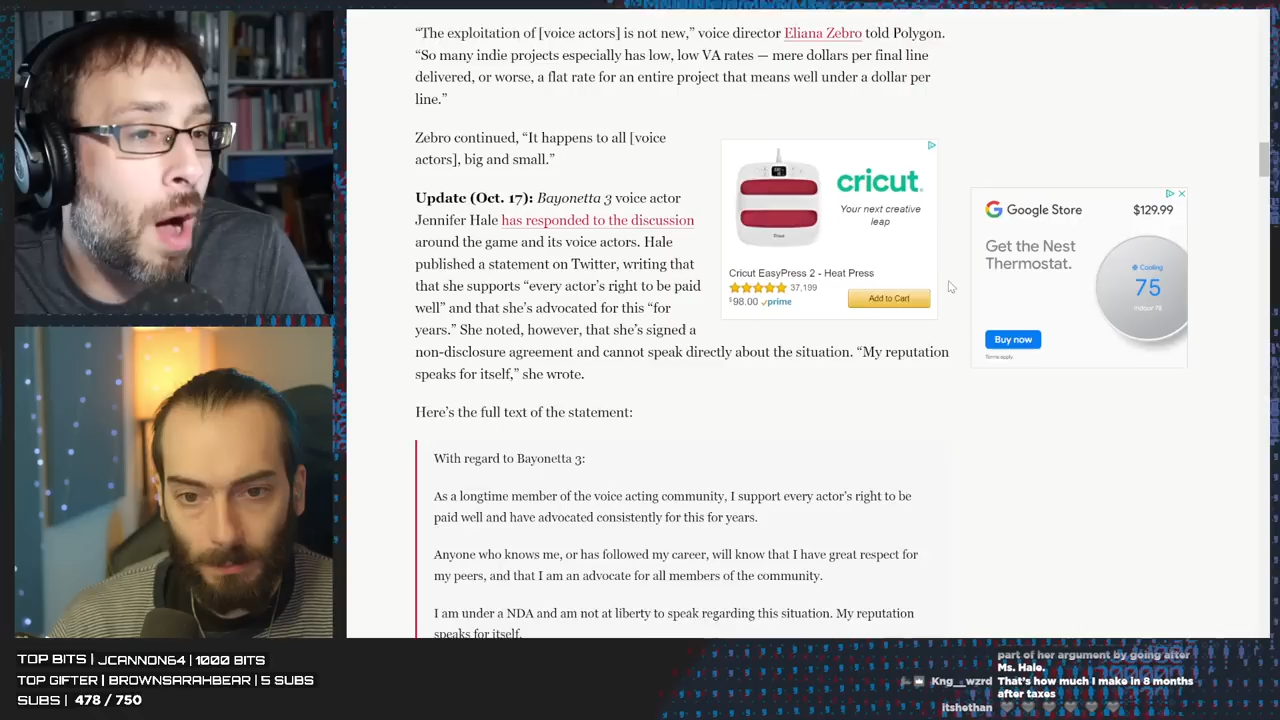 “The exploitation of [voice actors] is not new,” voice director Eliana Zebro told Polygon.
“So many indie projects especially has low, low VA rates — mere dollars per final line
delivered, or worse, a flat rate for an entire project that means well under a dollar per
line.”
Zebro continued, “It happens to all [voice
actors], big and small.”
Update (Oct. 17): Bayonetta 3 voice actor
Jennifer Hale has responded to the discussion
around the game and its voice actors. Hale
published a statement on Twitter, writing that
that she supports “every actor’s right to be paid
well” and that she’s advocated for this “for
years.” She noted, however, that she’s signed a
non-disclosure agreement and cannot speak directly about the situation. “My reputation
speaks for itself,” she wrote.
Here’s the full text of the statement:
With regard to Bayonetta 3:
As a longtime member of the voice acting community, I support every actor’s right to be
paid well and have advocated consistently for this for years.
Anyone who knows me, or has followed my career, will know that I have great respect for
my peers, and that I am an advocate for all members of the community.
I am under a NDA and am not at liberty to speak regarding this situation. My reputation
speaks for itself.
cricut
Your next creative
leap
Cricut EasyPress 2 - Heat Press
37,199
$98.00 prime
Add to Cart
Google Store
$129.99
Get the Nest
Thermostat.
Cooling
75
Indoor 78
Buy now
Terms apply.
TOP BITS | JCANNON64 | 1000 BITS
TOP GIFTER | BROWNSARAHBEAR | 5 SUBS
SUBS | 478 / 750
part of her argument by going after
Ms. Hale.
Kng__wzrd That's how much I make in 8 months
after taxes
itshethan